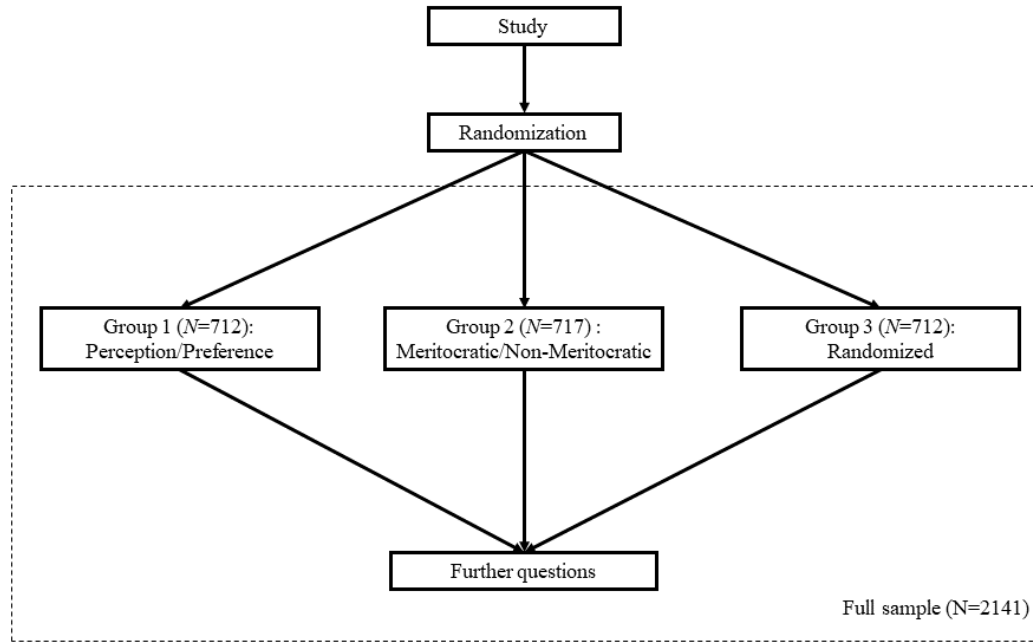 Study
Randomization
Group 1 (N=712):
Perception/Preference
Group 2 (N=717) :
Meritocratic/Non-Meritocratic
Group 3 (N=712):
Randomized
Further questions
Full sample (N=2141)